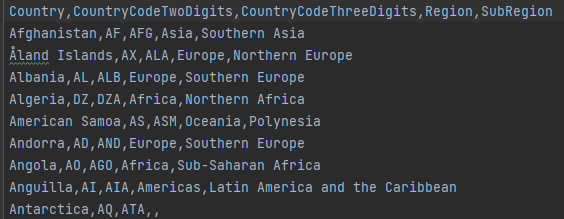 Country,CountryCodeTwoDigits,CountryCodeThreeDigits,Region,SubRegion
Afghanistan,AF,AFG,Asia,Southern Asia
Åland Islands,AX,ALA,Europe,Northern Europe
Albania,AL,ALB,Europe,Southern Europe
Algeria,DZ,DZA,Africa,Northern Africa
American Samoa,AS,ASM,Oceania,Polynesia
Andorra,AD,AND,Europe,Southern Europe
Angola,AO,AGO,Africa,Sub-Saharan Africa
Anguilla,AI,AIA,Americas,Latin America and the Caribbean
Antarctica,AQ,ATA,,